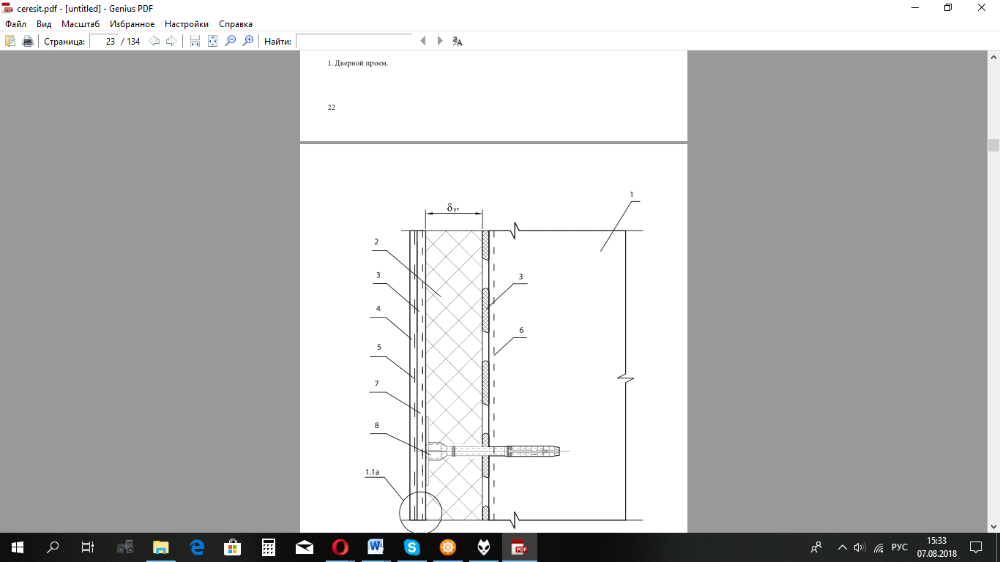 ceresit.pdf - [untitled] - Genius PDF
Файл Вид Масштаб Избранное Настройки Справка
Страница: 23 / 134 Найти:
1. Дверной проем.
22
δут
1
2
3
3
4
6
5
7
8
1.1а
РУС
15:33
07.08.2018